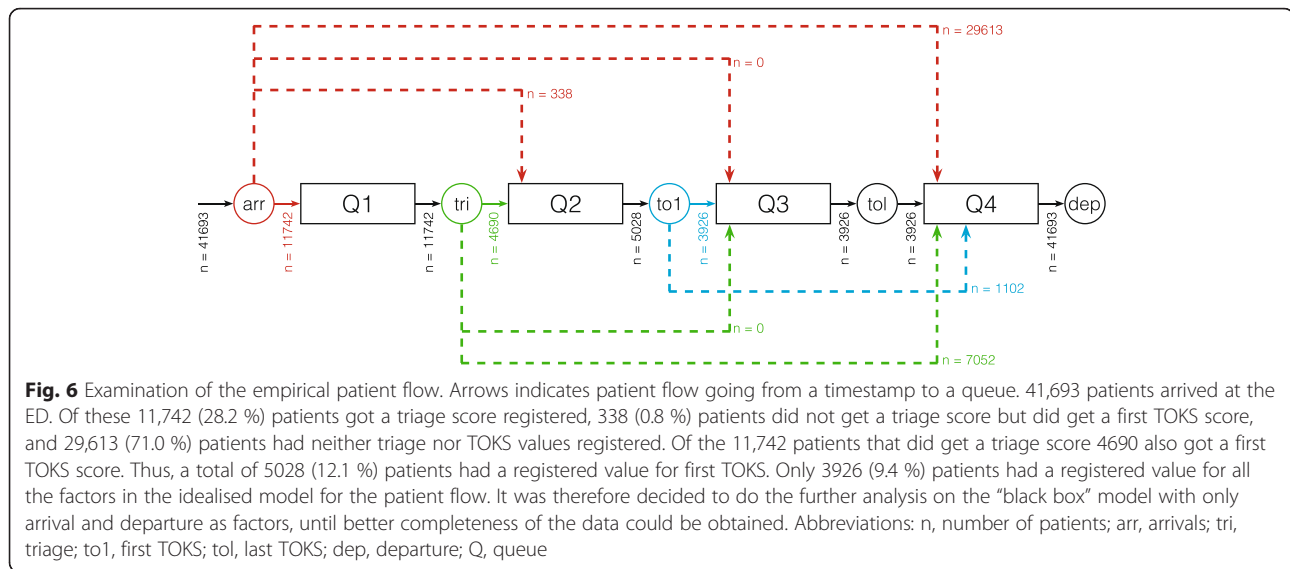 n = 29613
n = 0
n = 338
arr
Q1
tri
Q2
to1
Q3
tol
Q4
dep
n = 41693
n = 11742
n = 11742
n = 4690
n = 5028
n = 3926
n = 3926
n = 3926
n = 41693
n = 1102
n = 0
n = 7052
Fig. 6 Examination of the empirical patient flow. Arrows indicates patient flow going from a timestamp to a queue. 41,693 patients arrived at the
ED. Of these 11,742 (28.2 %) patients got a triage score registered, 338 (0.8 %) patients did not get a triage score but did get a first TOKS score,
and 29,613 (71.0 %) patients had neither triage nor TOKS values registered. Of the 11,742 patients that did get a triage score 4690 also got a first
TOKS score. Thus, a total of 5028 (12.1 %) patients had a registered value for first TOKS. Only 3926 (9.4 %) patients had a registered value for all
the factors in the idealised model for the patient flow. It was therefore decided to do the further analysis on the “black box” model with only
arrival and departure as factors, until better completeness of the data could be obtained. Abbreviations: n, number of patients; arr, arrivals; tri,
triage; to1, first TOKS; tol, last TOKS; dep, departure; Q, queue